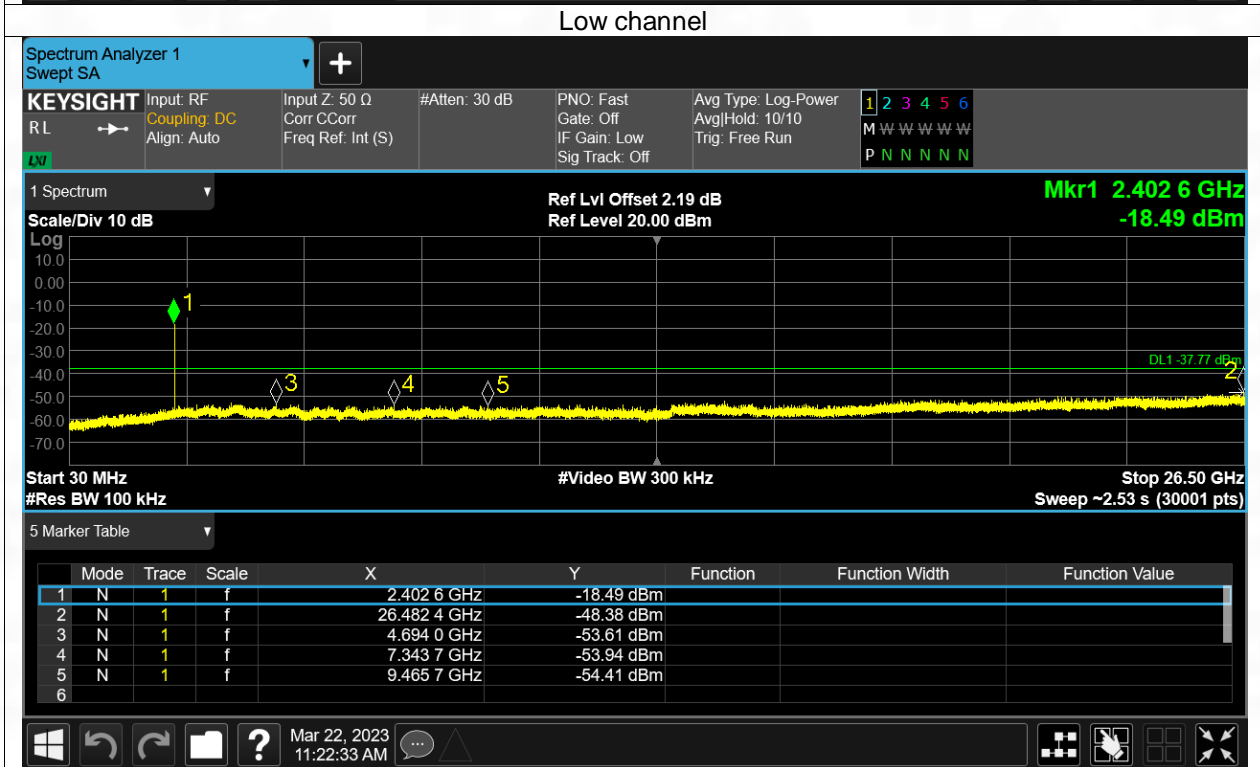 Low channel
Spectrum Analyzer 1
Swept SA
KEYSIGHT
R L
LXI
Input: RF
Coupling: DC
Align: Auto
Input Z: 50 Ω
Corr CCorr
Freq Ref: Int (S)
#Atten: 30 dB
PNO: Fast
Gate: Off
IF Gain: Low
Sig Track: Off
Avg Type: Log-Power
Avg|Hold: 10/10
Trig: Free Run
1 2 3 4 5 6
M W W W W W
P N N N N N
1 Spectrum
Scale/Div 10 dB
Ref Lvl Offset 2.19 dB
Ref Level 20.00 dBm
Mkr1 2.402 6 GHz
-18.49 dBm
Log
10.0
0.00
-10.0
-20.0
-30.0
-40.0
-50.0
-60.0
-70.0
1
3
4
5
DL1 -37.77 dBm
2
Start 30 MHz
#Video BW 300 kHz
Stop 26.50 GHz
#Res BW 100 kHz
Sweep ~2.53 s (30001 pts)
5 Marker Table
Mode Trace Scale X Y Function Function Width Function Value
1 N 1 f 2.402 6 GHz -18.49 dBm
2 N 1 f 26.482 4 GHz -48.38 dBm
3 N 1 f 4.694 0 GHz -53.61 dBm
4 N 1 f 7.343 7 GHz -53.94 dBm
5 N 1 f 9.465 7 GHz -54.41 dBm
6
?
Mar 22, 2023
11:22:33 AM